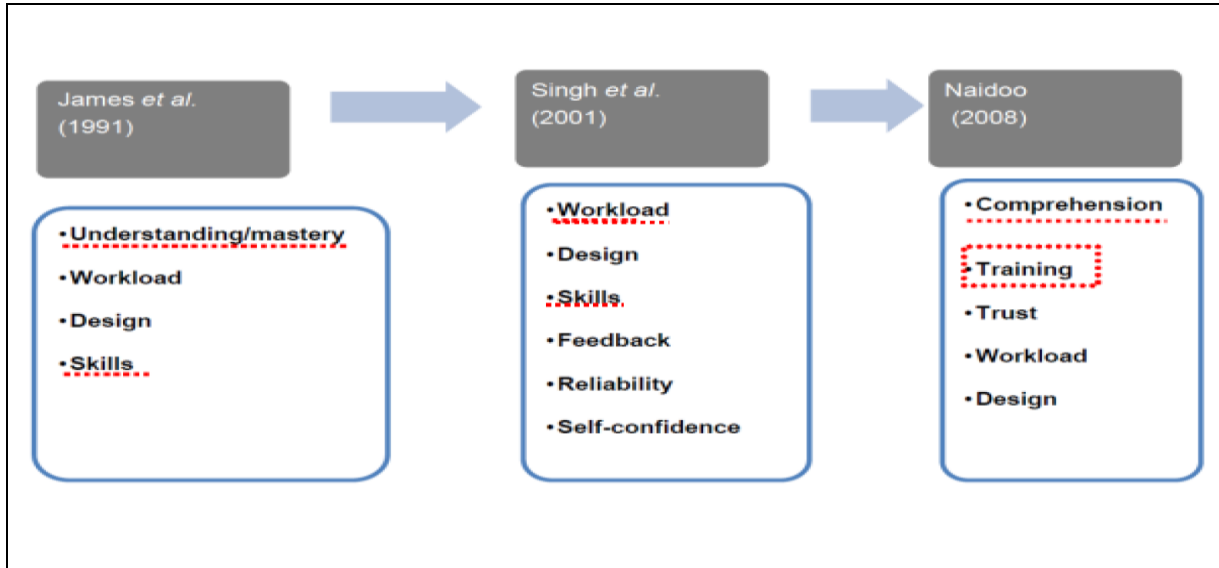 James et al.
(1991)
•Understanding/mastery
•Workload
•Design
•Skills
Singh et al.
(2001)
•Workload
•Design
•Skills
•Feedback
•Reliability
•Self-confidence
Naidoo
(2008)
•Comprehension
•Training
•Trust
•Workload
•Design